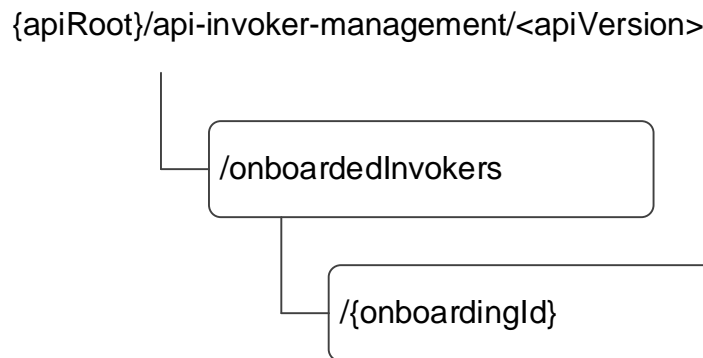 {apiRoot}/api-invoker-management/<apiVersion>
/onboardedInvokers
/{onboardingId}